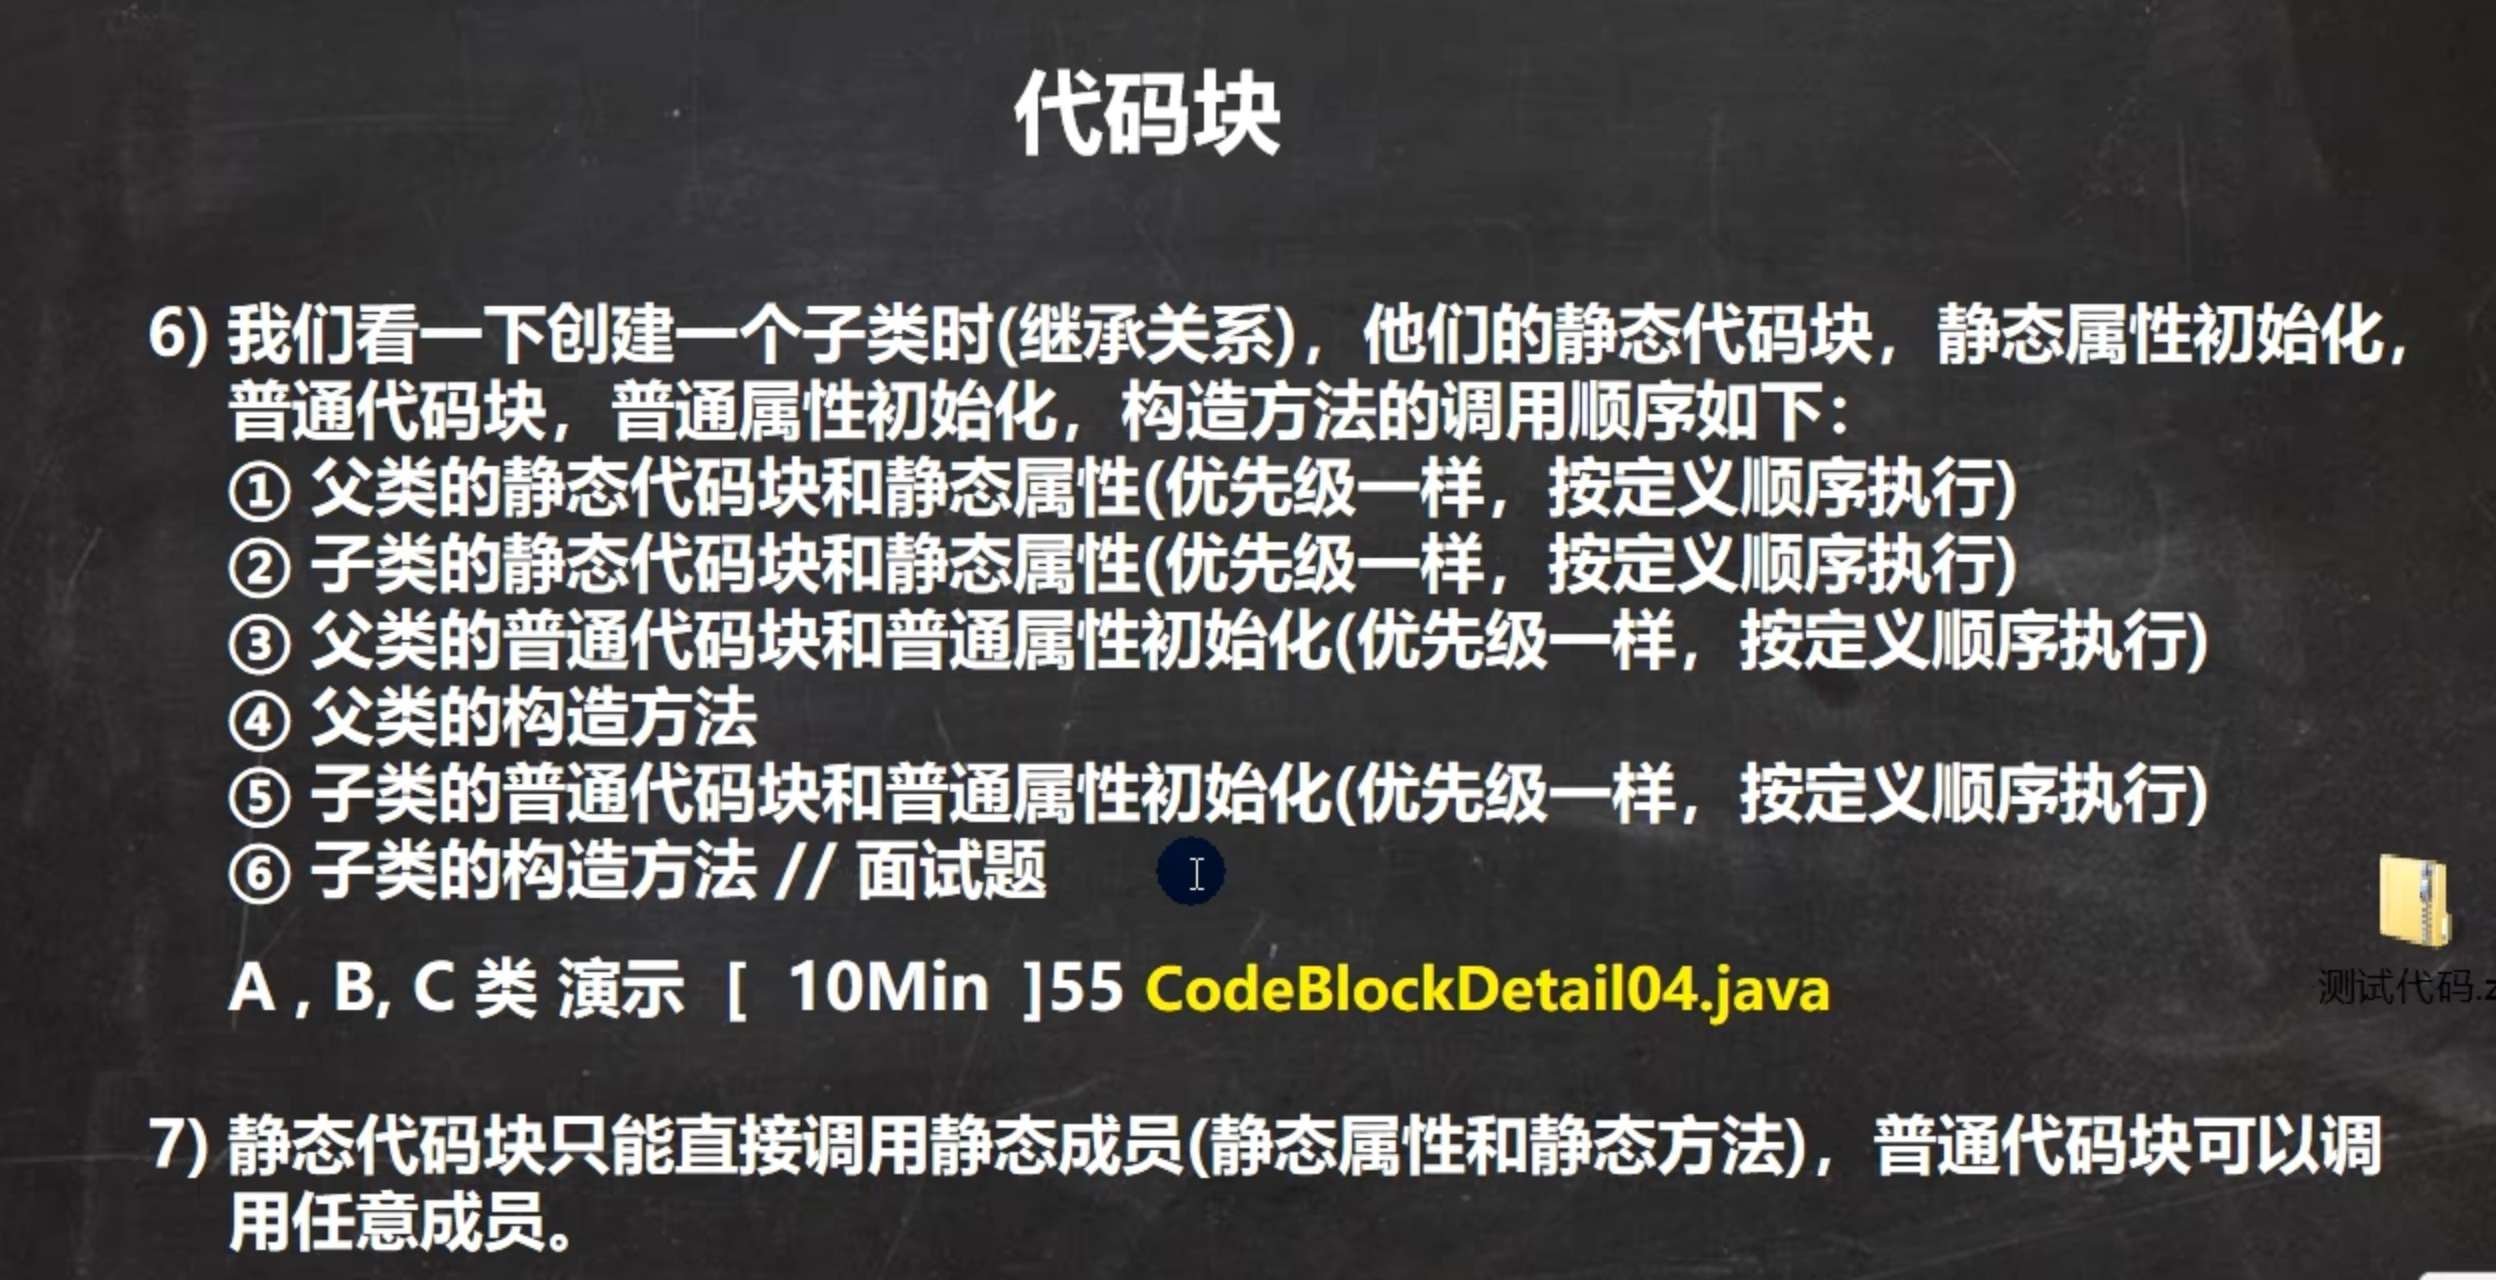 代码块
6) 我们看一下创建一个子类时(继承关系)，他们的静态代码块，静态属性初始化，
普通代码块，普通属性初始化，构造方法的调用顺序如下：
① 父类的静态代码块和静态属性(优先级一样，按定义顺序执行)
② 子类的静态代码块和静态属性(优先级一样，按定义顺序执行)
③ 父类的普通代码块和普通属性初始化(优先级一样，按定义顺序执行)
④ 父类的构造方法
⑤ 子类的普通代码块和普通属性初始化(优先级一样，按定义顺序执行)
⑥ 子类的构造方法 // 面试题
A , B, C 类 演示 [ 10Min ]55 CodeBlockDetail04.java
测试代码.z
7) 静态代码块只能直接调用静态成员(静态属性和静态方法)，普通代码块可以调
用任意成员。